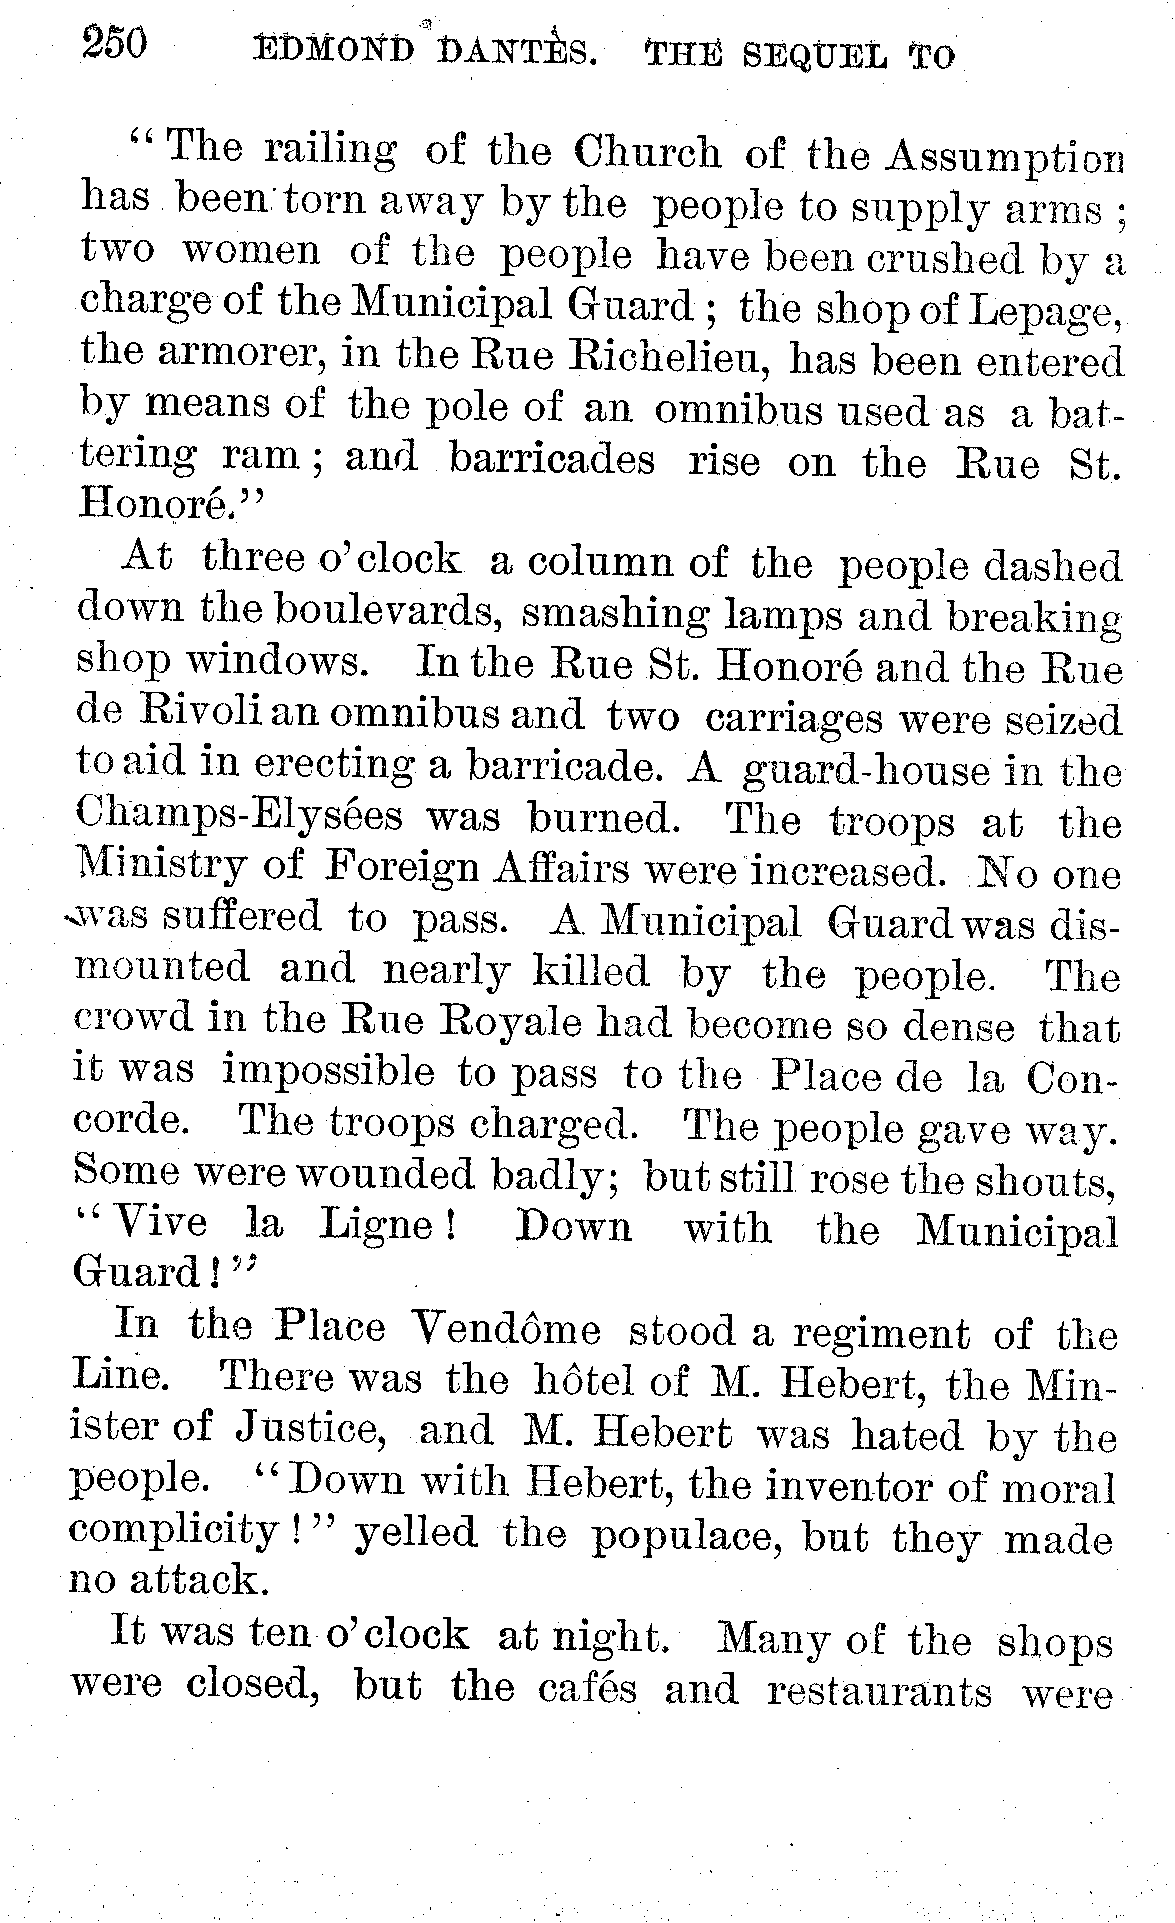 250 EDMOND DANTÈS. THE SEQUEL TO
"The railing of the Church of the Assumption
has been torn away by the people to supply arms ;
two women of the people have been crushed by a
charge of the Municipal Guard ; the shop of Lepage,
the armorer, in the Rue Richelieu, has been entered
by means of the pole of an omnibus used as a bat-
tering ram ; and barricades rise on the Rue St.
Honoré."
At three o'clock a column of the people dashed
down the boulevards, smashing lamps and breaking
shop windows. In the Rue St. Honoré and the Rue
de Rivoli an omnibus and two carriages were seized
to aid in erecting a barricade. A guard-house in the
Champs-Elysées was burned. The troops at the
Ministry of Foreign Affairs were increased. No one
was suffered to pass. A Municipal Guard was dis-
mounted and nearly killed by the people. The
crowd in the Rue Royale had become so dense that
it was impossible to pass to the Place de la Con-
corde. The troops charged. The people gave way.
Some were wounded badly; but still rose the shouts,
"Vive la Ligne! Down with the Municipal
Guard!"
In the Place Vendôme stood a regiment of the
Line. There was the hôtel of M. Hebert, the Min-
ister of Justice, and M. Hebert was hated by the
people. "Down with Hebert, the inventor of moral
complicity!" yelled the populace, but they made
no attack.
It was ten o'clock at night. Many of the shops
were closed, but the cafés and restaurants were